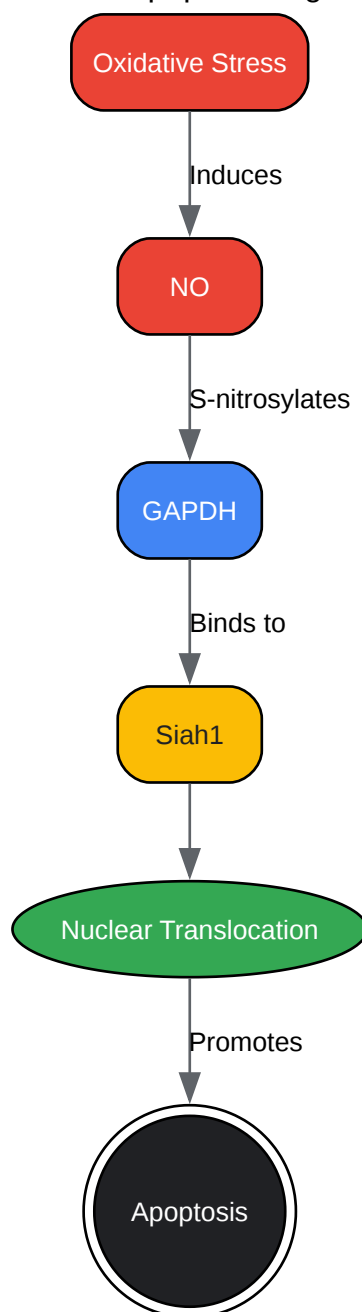 Oxidative Stress
Induces
NO
S-nitrosylates
GAPDH
Binds to
Siah1
Nuclear Translocation
Promotes
Apoptosis